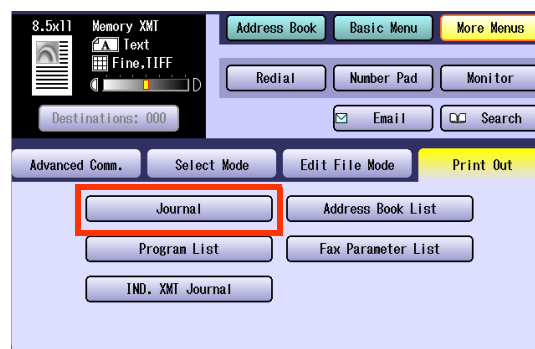 8.5x11 Memory XMT
A Text
Fine,TIFF
D
Destinations: 000
Address Book Basic Menu More Menus
Redial Number Pad Monitor
Email Search
Advanced Comm. Select Mode Edit File Mode Print Out
Journal Address Book List
Program List Fax Parameter List
IND. XMT Journal